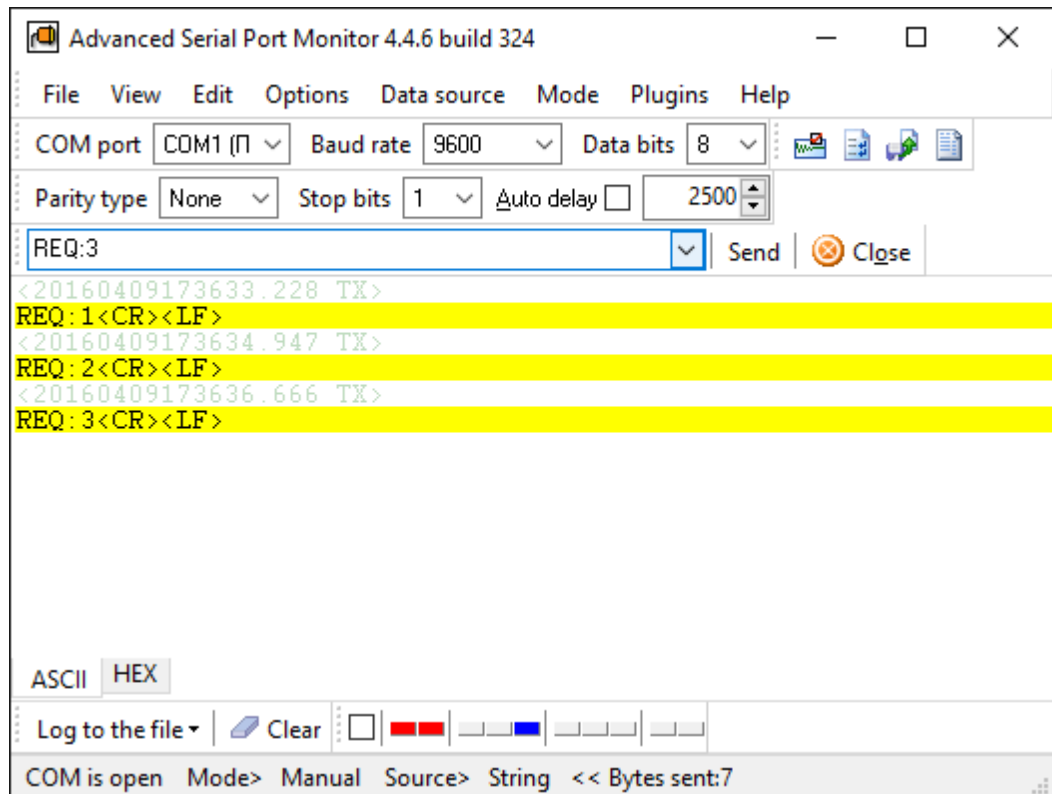 Advanced Serial Port Monitor 4.4.6 build 324
File View Edit Options Data source Mode Plugins Help
COM port COM1 (П Baud rate 9600 Data bits 8
Parity type None Stop bits 1 Auto delay 2500
REQ:3 Send Close
<20160409173633.228 TX>
REQ:1<CR><LF>
<20160409173634.947 TX>
REQ:2<CR><LF>
<20160409173636.666 TX>
REQ:3<CR><LF>
ASCII HEX
Log to the file Clear
COM is open Mode> Manual Source> String << Bytes sent:7